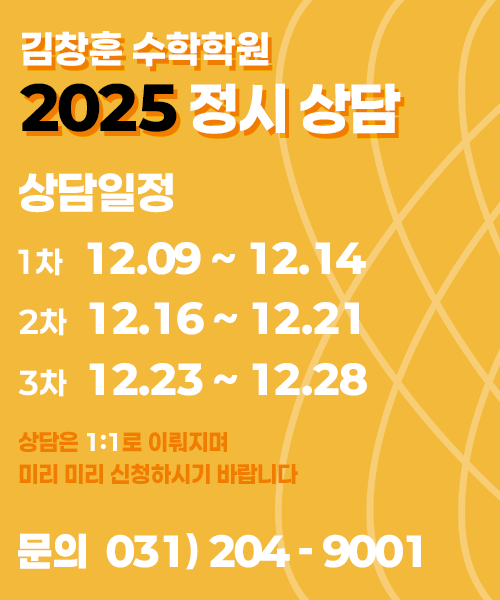 김창훈 수학학원
2025 정시 상담
상담일정
1차 12.09 ~ 12.14
2차 12.16 ~ 12.21
3차 12.23 ~ 12.28
상담은 1:1로 이뤄지며
미리 미리 신청하시기 바랍니다
문의 031) 204 - 9001